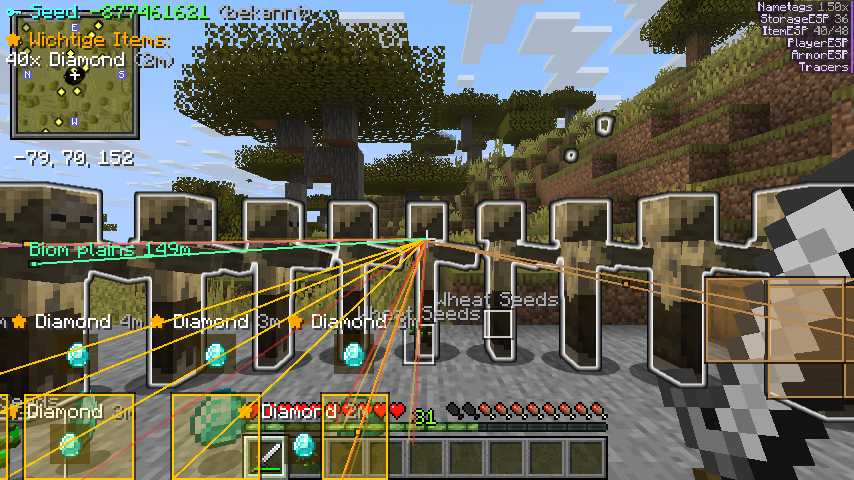 Seed: -877461621 (bekannt
Wichtige Items:
40x Diamond (2m)
E
N
S
W
-79, 70, 152
Nametags 1.50x
StorageESP 36
ItemESP 40/48
PlayerESP
ArmorESP
Tracers
Biom plains 149m
Wheat Seeds
Wheat Seeds
Diamond 4m
Diamond 3m
Diamond
Diamond 3m
Diamond 2m
31